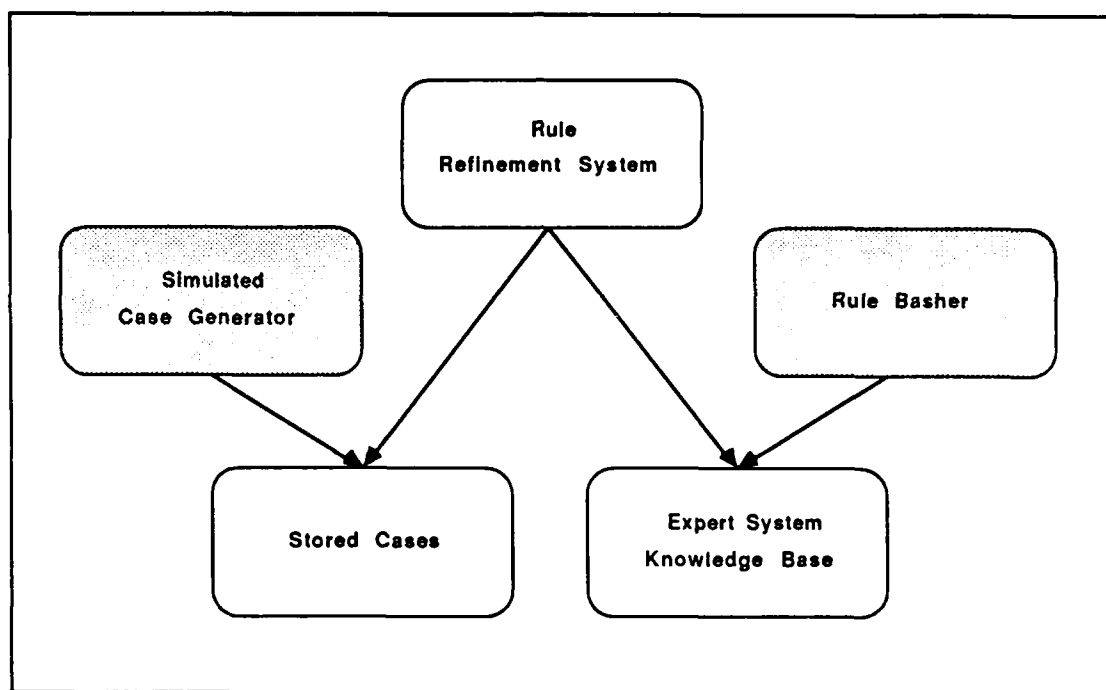 Rule
Refinement System
Simulated
Case Generator
Rule Basher
Stored Cases
Expert System
Knowledge Base